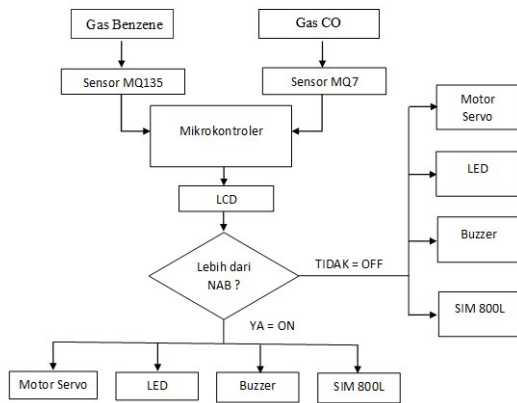 Gas Benzene
Gas CO
Sensor MQ135
Sensor MQ7
Mikrokontroler
LCD
Lebih dari
NAB ?
TIDAK = OFF
Motor
Servo
LED
Buzzer
SIM 800L
YA = ON
Motor Servo
LED
Buzzer
SIM 800L